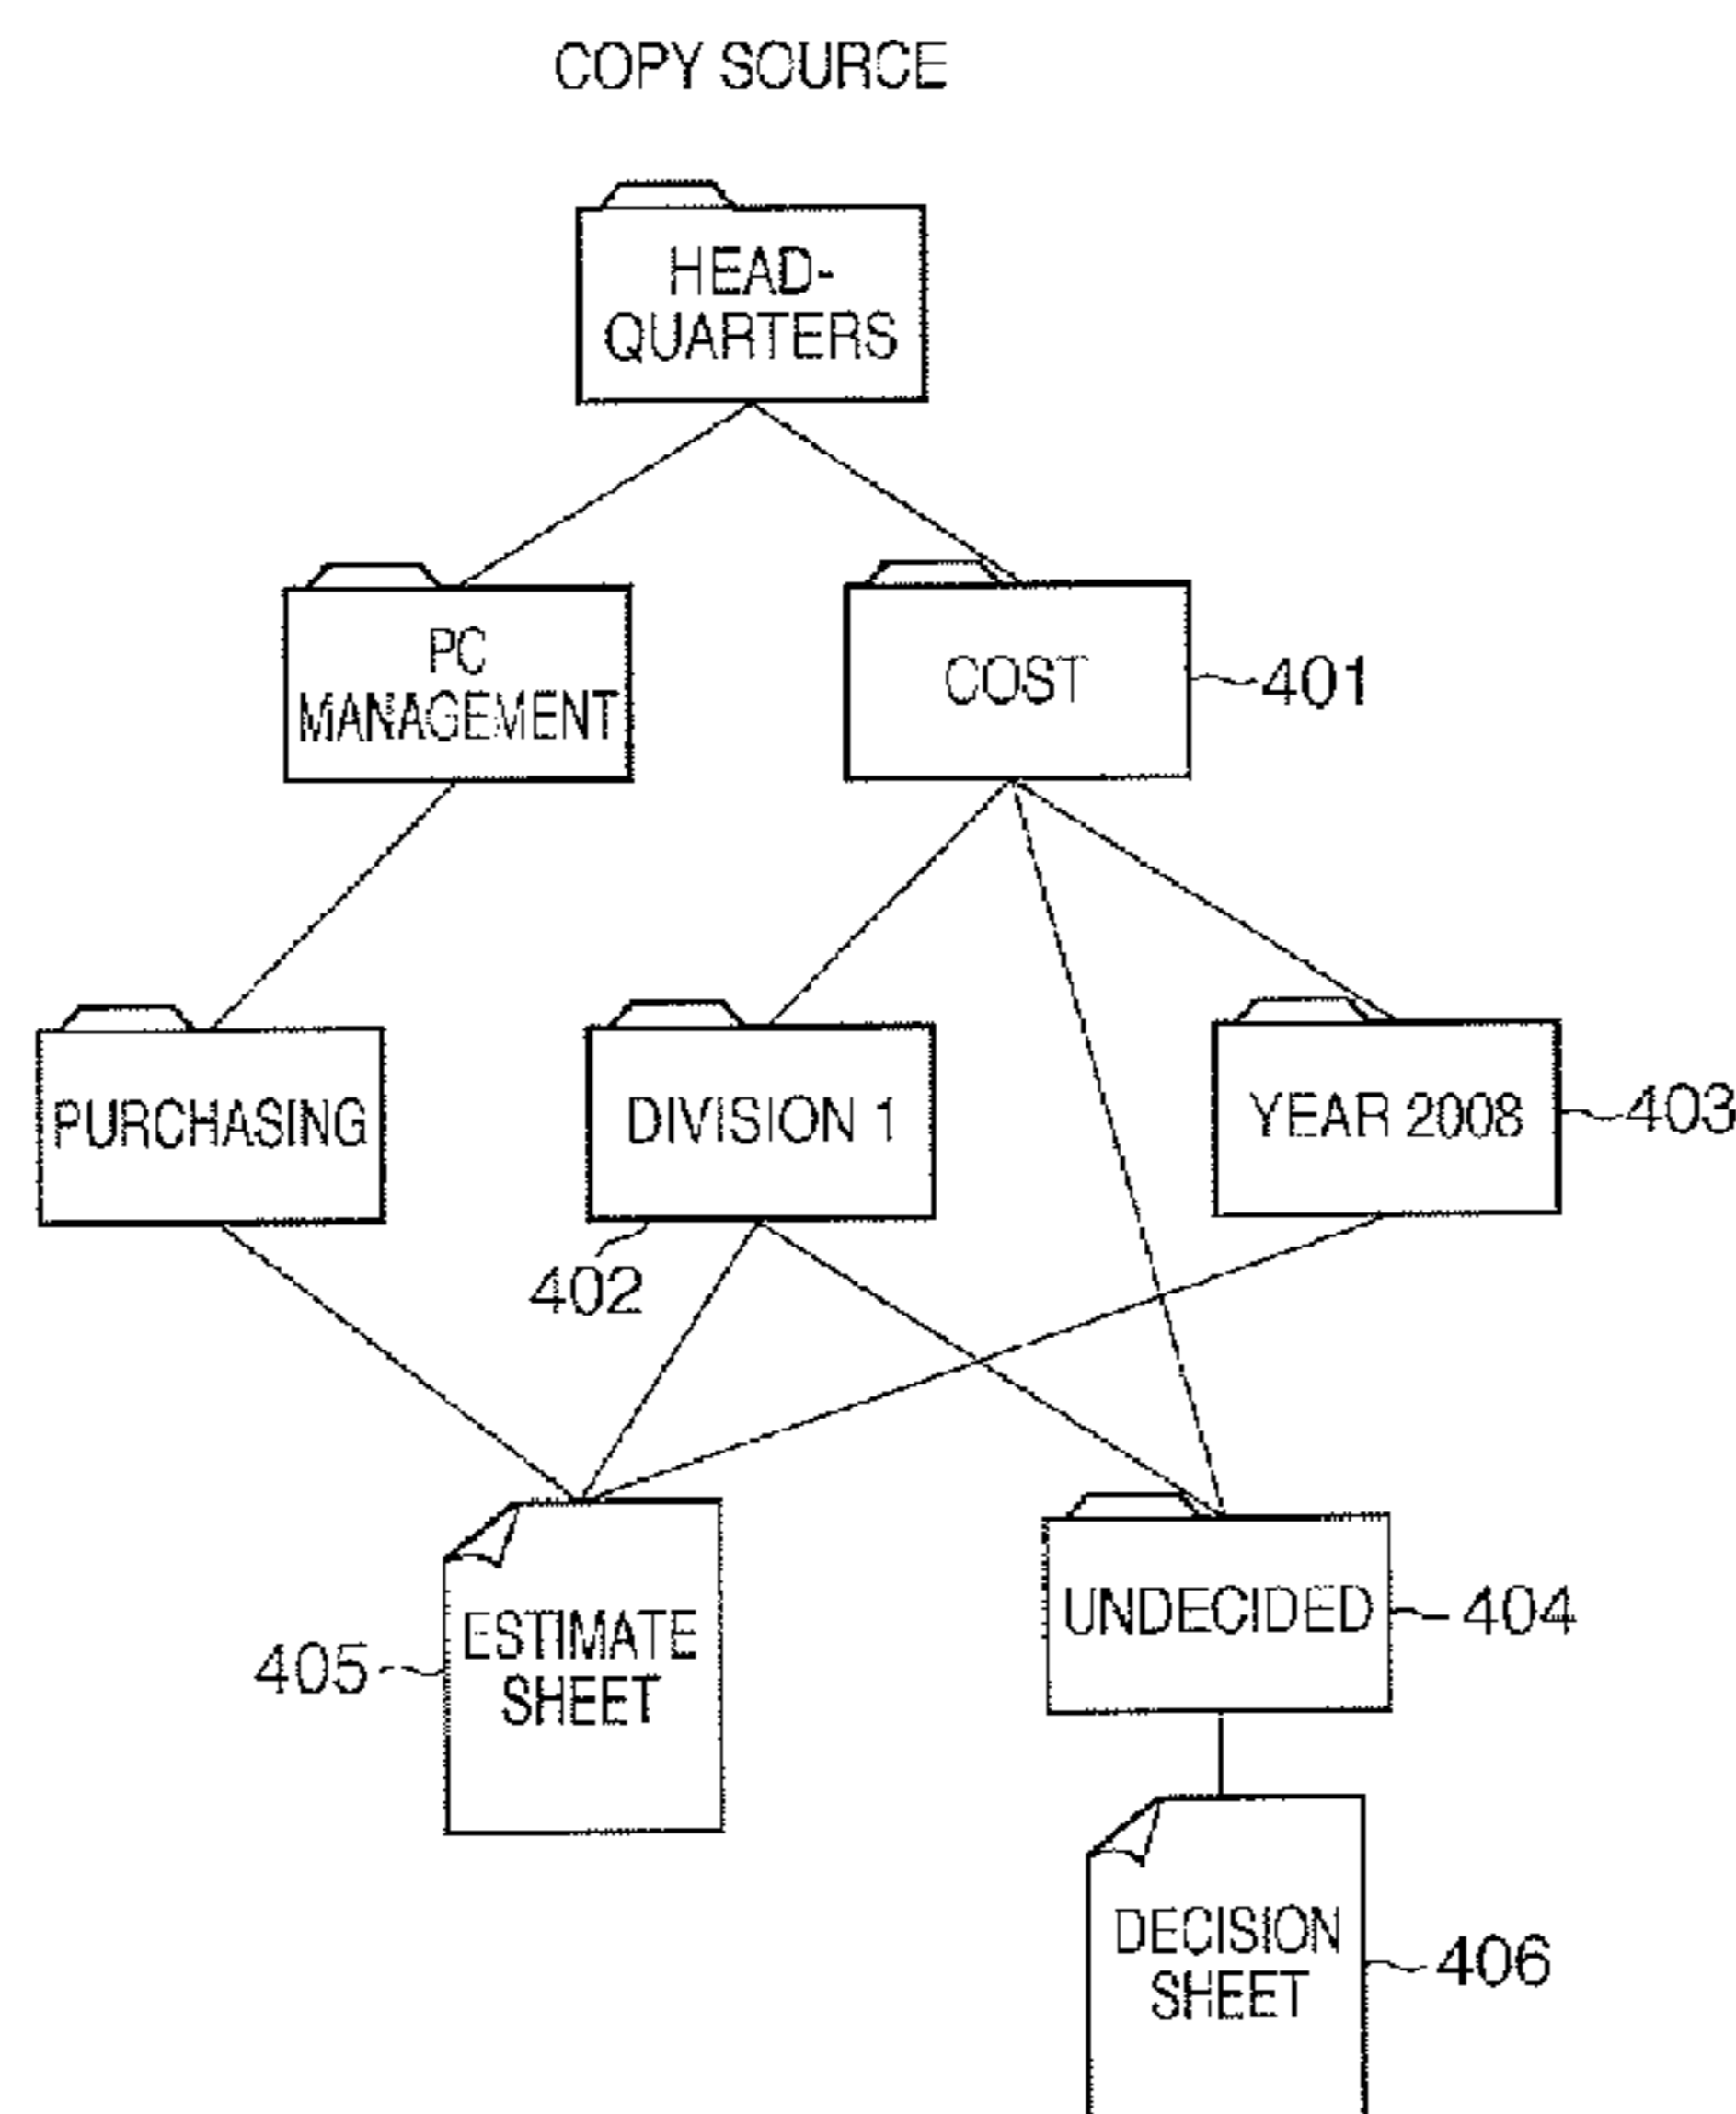 COPY SOURCE
HEAD-
QUARTERS
PC
MANAGEMENT
COST
401
PURCHASING
DIVISION 1
YEAR 2008
403
402
ESTIMATE
SHEET
405
UNDECIDED
404
DECISION
SHEET
406